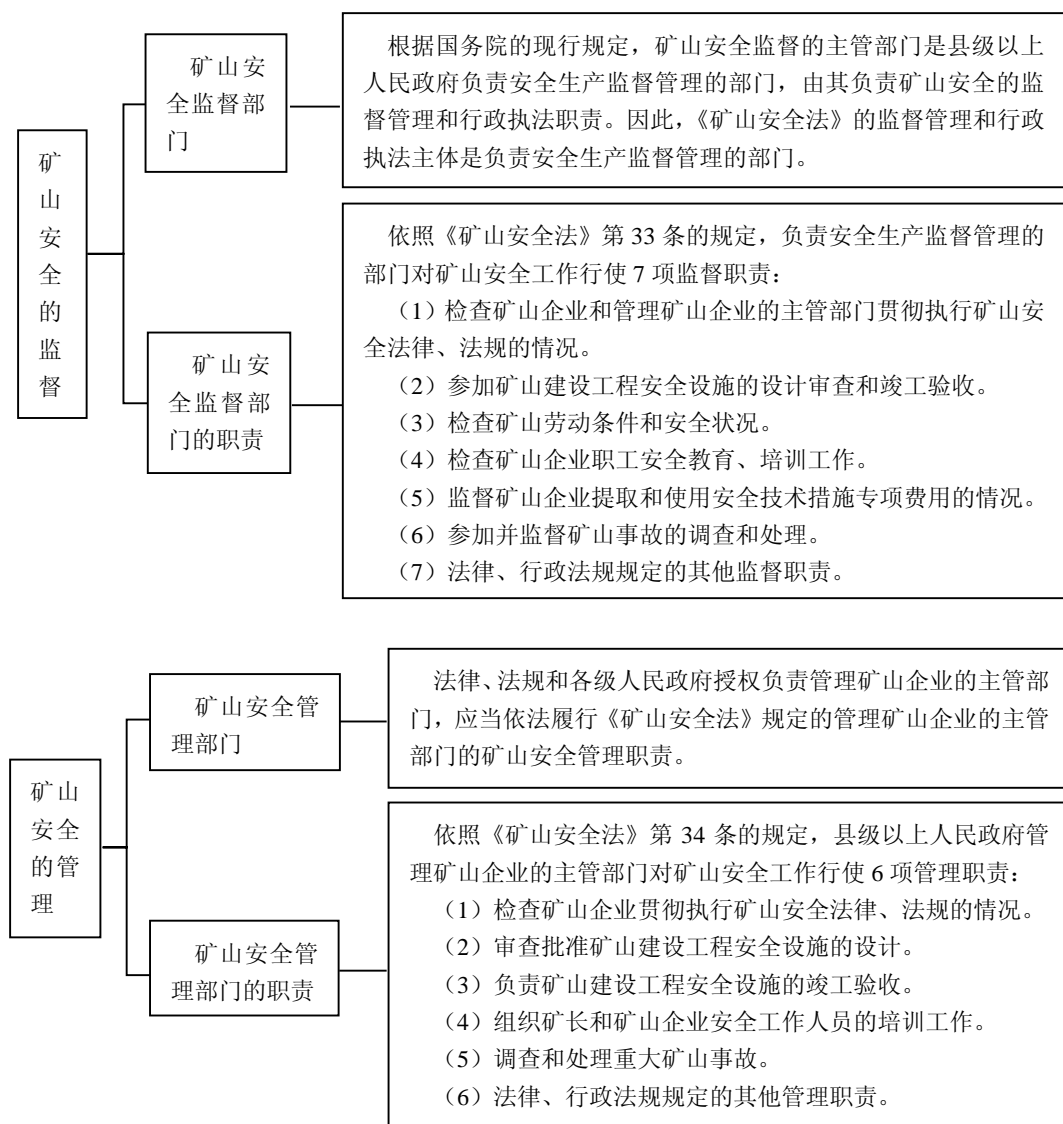 矿山安全的监督
矿山安
全监督部
门
根据国务院的现行规定，矿山安全监督的主管部门是县级以上
人民政府负责安全生产监督管理的部门，由其负责矿山安全的监
督管理和行政执法职责。因此，《矿山安全法》的监督管理和行政
执法主体是负责安全生产监督管理的部门。
矿山安
全监督部
门的职责
依照《矿山安全法》第 33 条的规定，负责安全生产监督管理的
部门对矿山安全工作行使 7 项监督职责：
（1）检查矿山企业和管理矿山企业的主管部门贯彻执行矿山安
全法律、法规的情况。
（2）参加矿山建设工程安全设施的设计审查和竣工验收。
（3）检查矿山劳动条件和安全状况。
（4）检查矿山企业职工安全教育、培训工作。
（5）监督矿山企业提取和使用安全技术措施专项费用的情况。
（6）参加并监督矿山事故的调查和处理。
（7）法律、行政法规规定的其他监督职责。
矿山
安全
的管
理
矿山安全管
理部门
法律、法规和各级人民政府授权负责管理矿山企业的主管部
门，应当依法履行《矿山安全法》规定的管理矿山企业的主管
部门的矿山安全管理职责。
矿山安全管
理部门的职责
依照《矿山安全法》第 34 条的规定，县级以上人民政府管
理矿山企业的主管部门对矿山安全工作行使 6 项管理职责：
（1）检查矿山企业贯彻执行矿山安全法律、法规的情况。
（2）审查批准矿山建设工程安全设施的设计。
（3）负责矿山建设工程安全设施的竣工验收。
（4）组织矿长和矿山企业安全工作人员的培训工作。
（5）调查和处理重大矿山事故。
（6）法律、行政法规规定的其他管理职责。